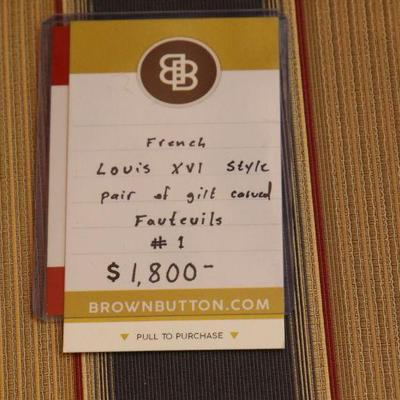 BB
French
Louis XVI Style
pair of gilt carved
Fauteuils
# 1
$1,800-
BROWNBUTTON.COM
▼ PULL TO PURCHASE ▼